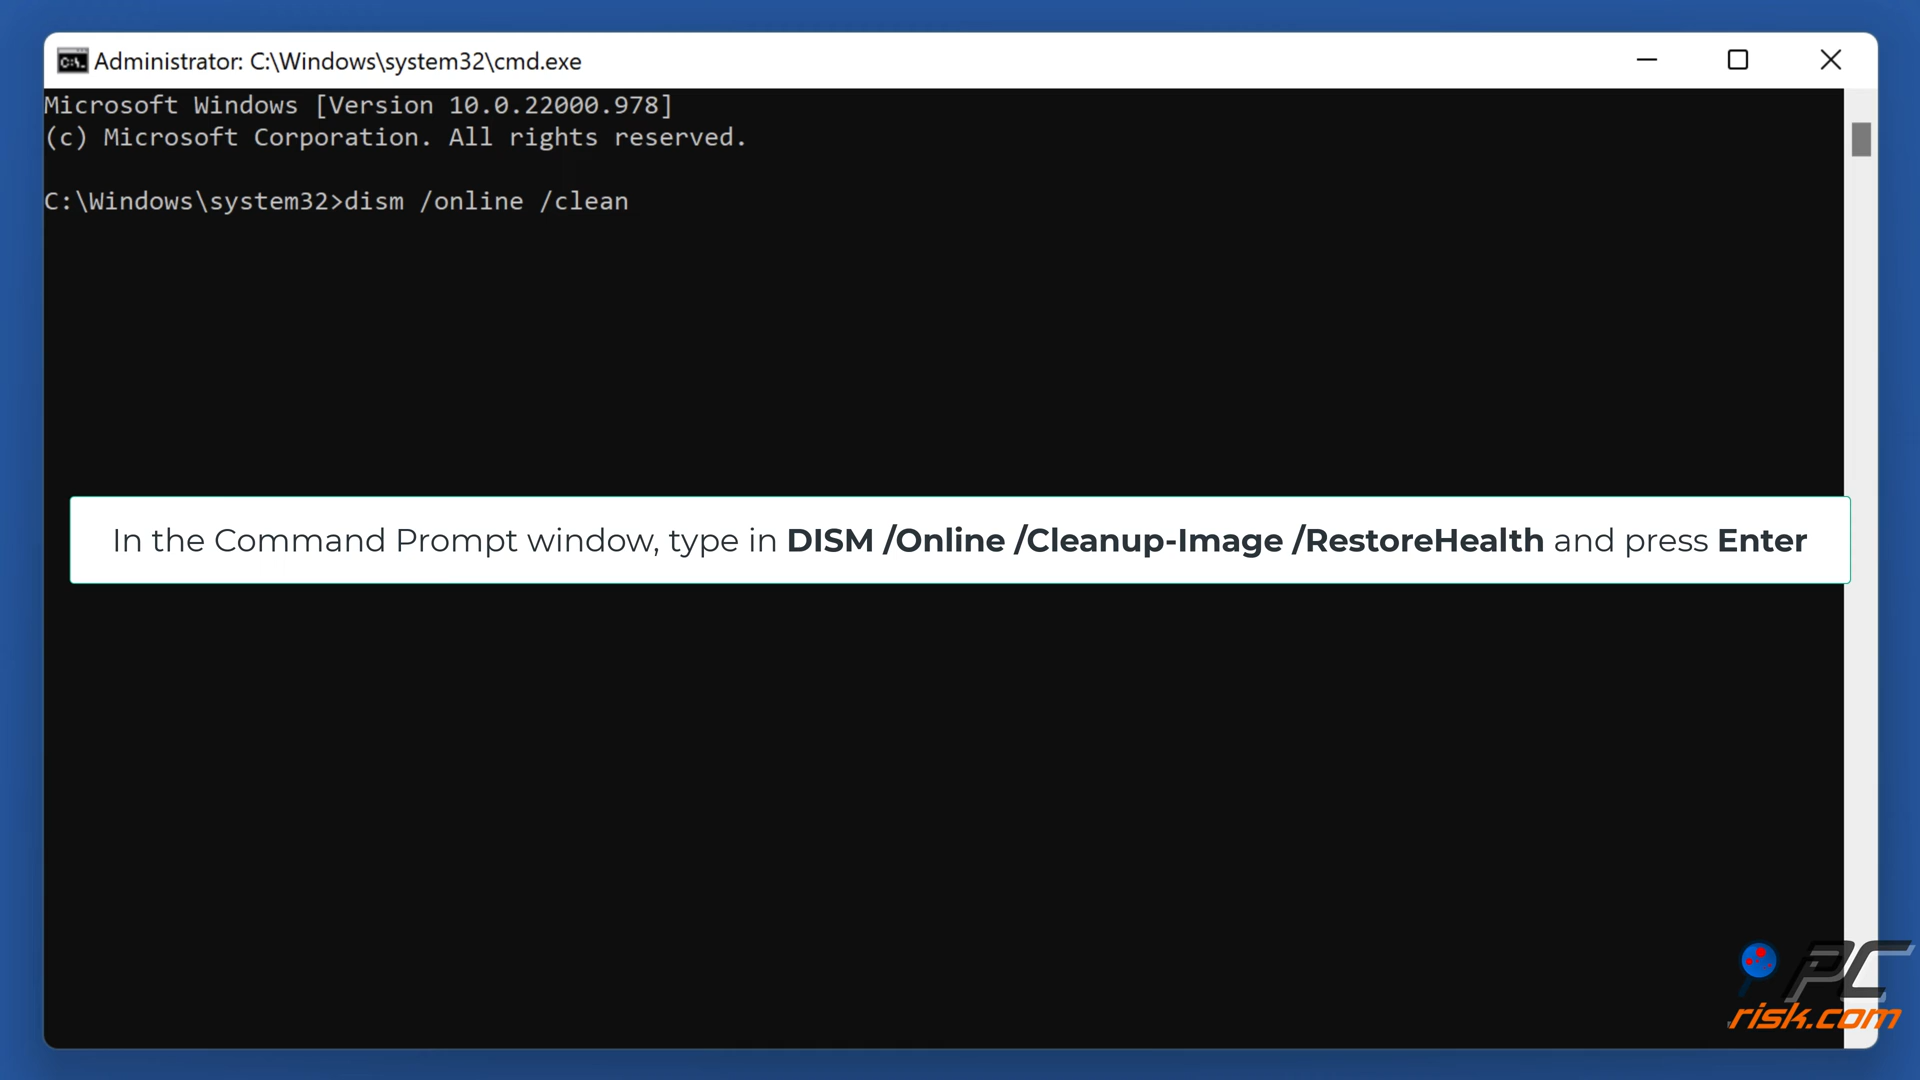 Administrator: C:\Windows\system32\cmd.exe
Microsoft Windows [Version 10.0.22000.978]
(c) Microsoft Corporation. All rights reserved.
C:\Windows\system32>dism /online /clean
In the Command Prompt window, type in DISM /Online /Cleanup-Image /RestoreHealth and press Enter
PC
risk.com